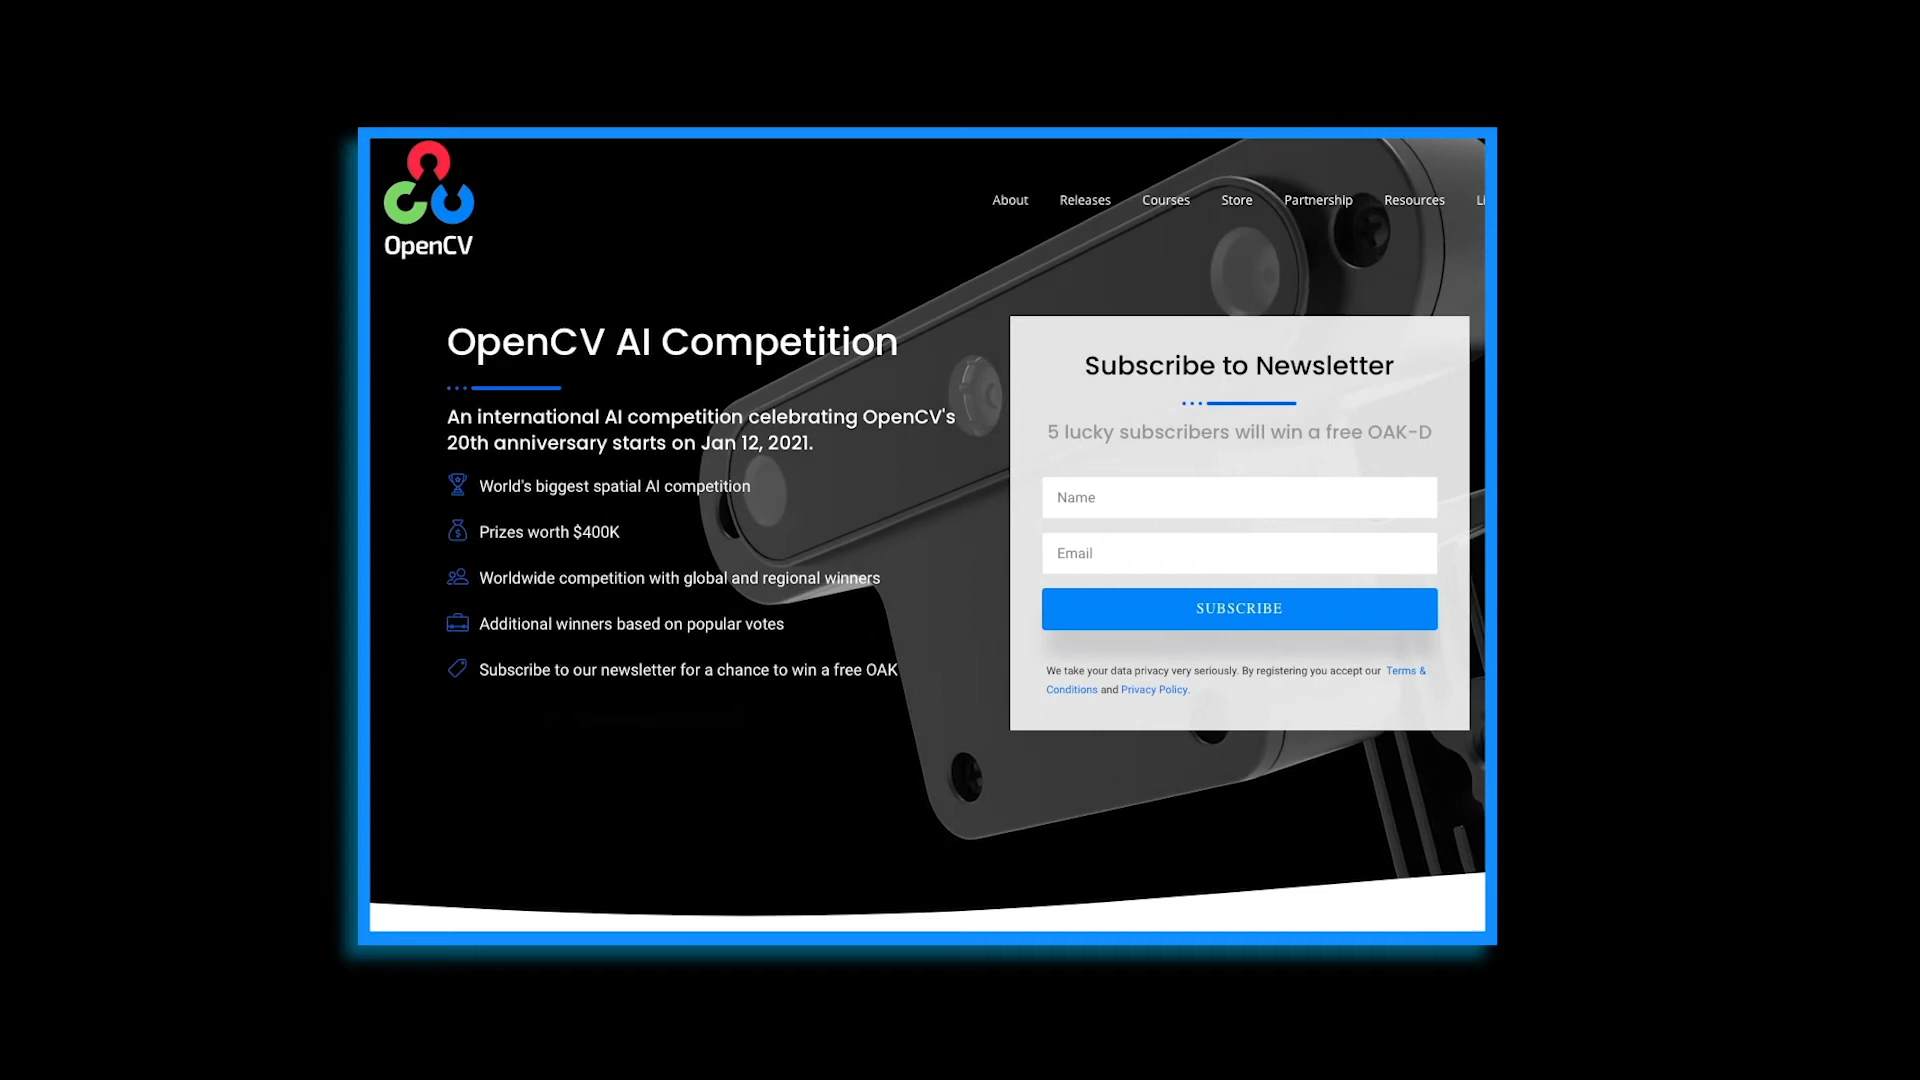 OpenCV
About
Releases
Courses
Store
Partnership
Resources
Li
OpenCV AI Competition
An international AI competition celebrating OpenCV's
20th anniversary starts on Jan 12, 2021.
World's biggest spatial AI competition
Prizes worth $400K
Worldwide competition with global and regional winners
Additional winners based on popular votes
Subscribe to our newsletter for a chance to win a free OAK
Subscribe to Newsletter
5 lucky subscribers will win a free OAK-D
Name
Email
SUBSCRIBE
We take your data privacy very seriously. By registering you accept our Terms &
Conditions and Privacy Policy.